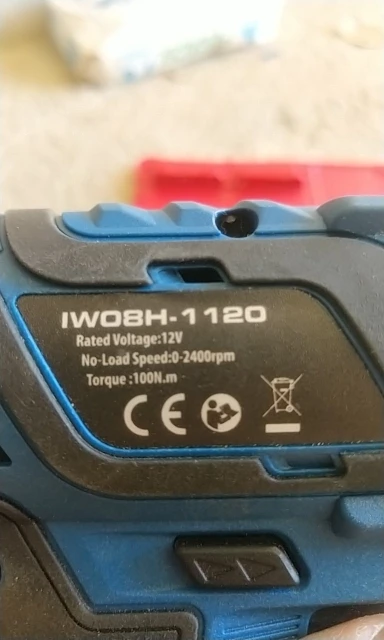 IW08H-1120
Rated Voltage:12V
No-Load Speed:0-2400rpm
Torque :100N.m
CE